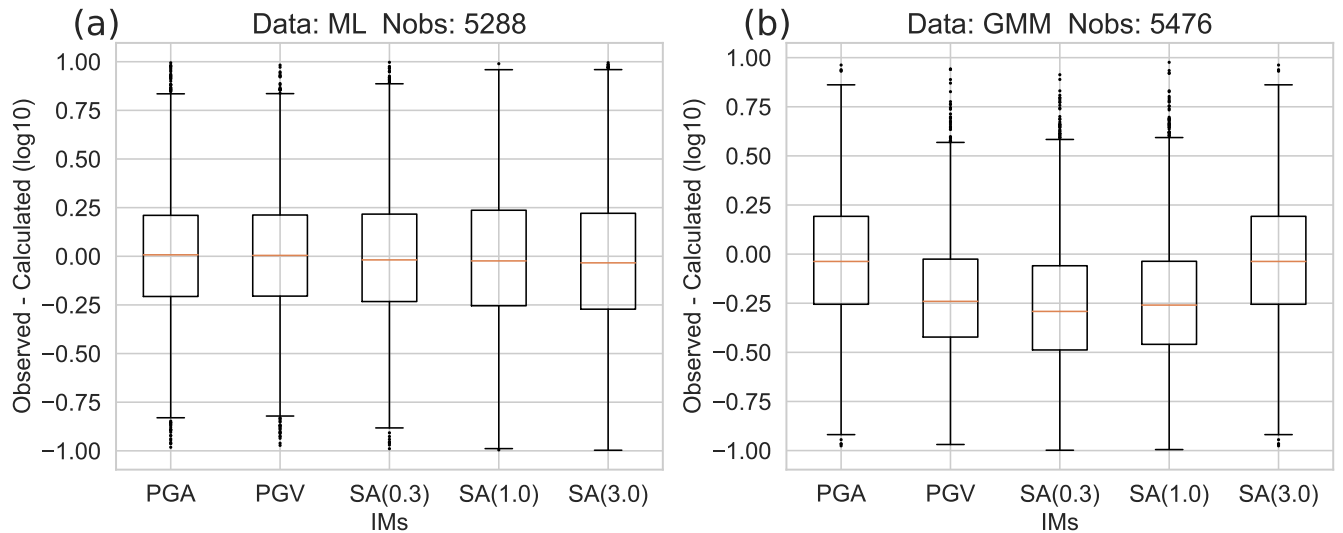 (a)
Data: ML Nobs: 5288
Observed - Calculated (log10)
1.00
0.75
0.50
0.25
0.00
−0.25
−0.50
−0.75
−1.00
PGA PGV SA(0.3) SA(1.0) SA(3.0)
IMs
(b)
Data: GMM Nobs: 5476
Observed - Calculated (log10)
1.00
0.75
0.50
0.25
0.00
−0.25
−0.50
−0.75
−1.00
PGA PGV SA(0.3) SA(1.0) SA(3.0)
IMs